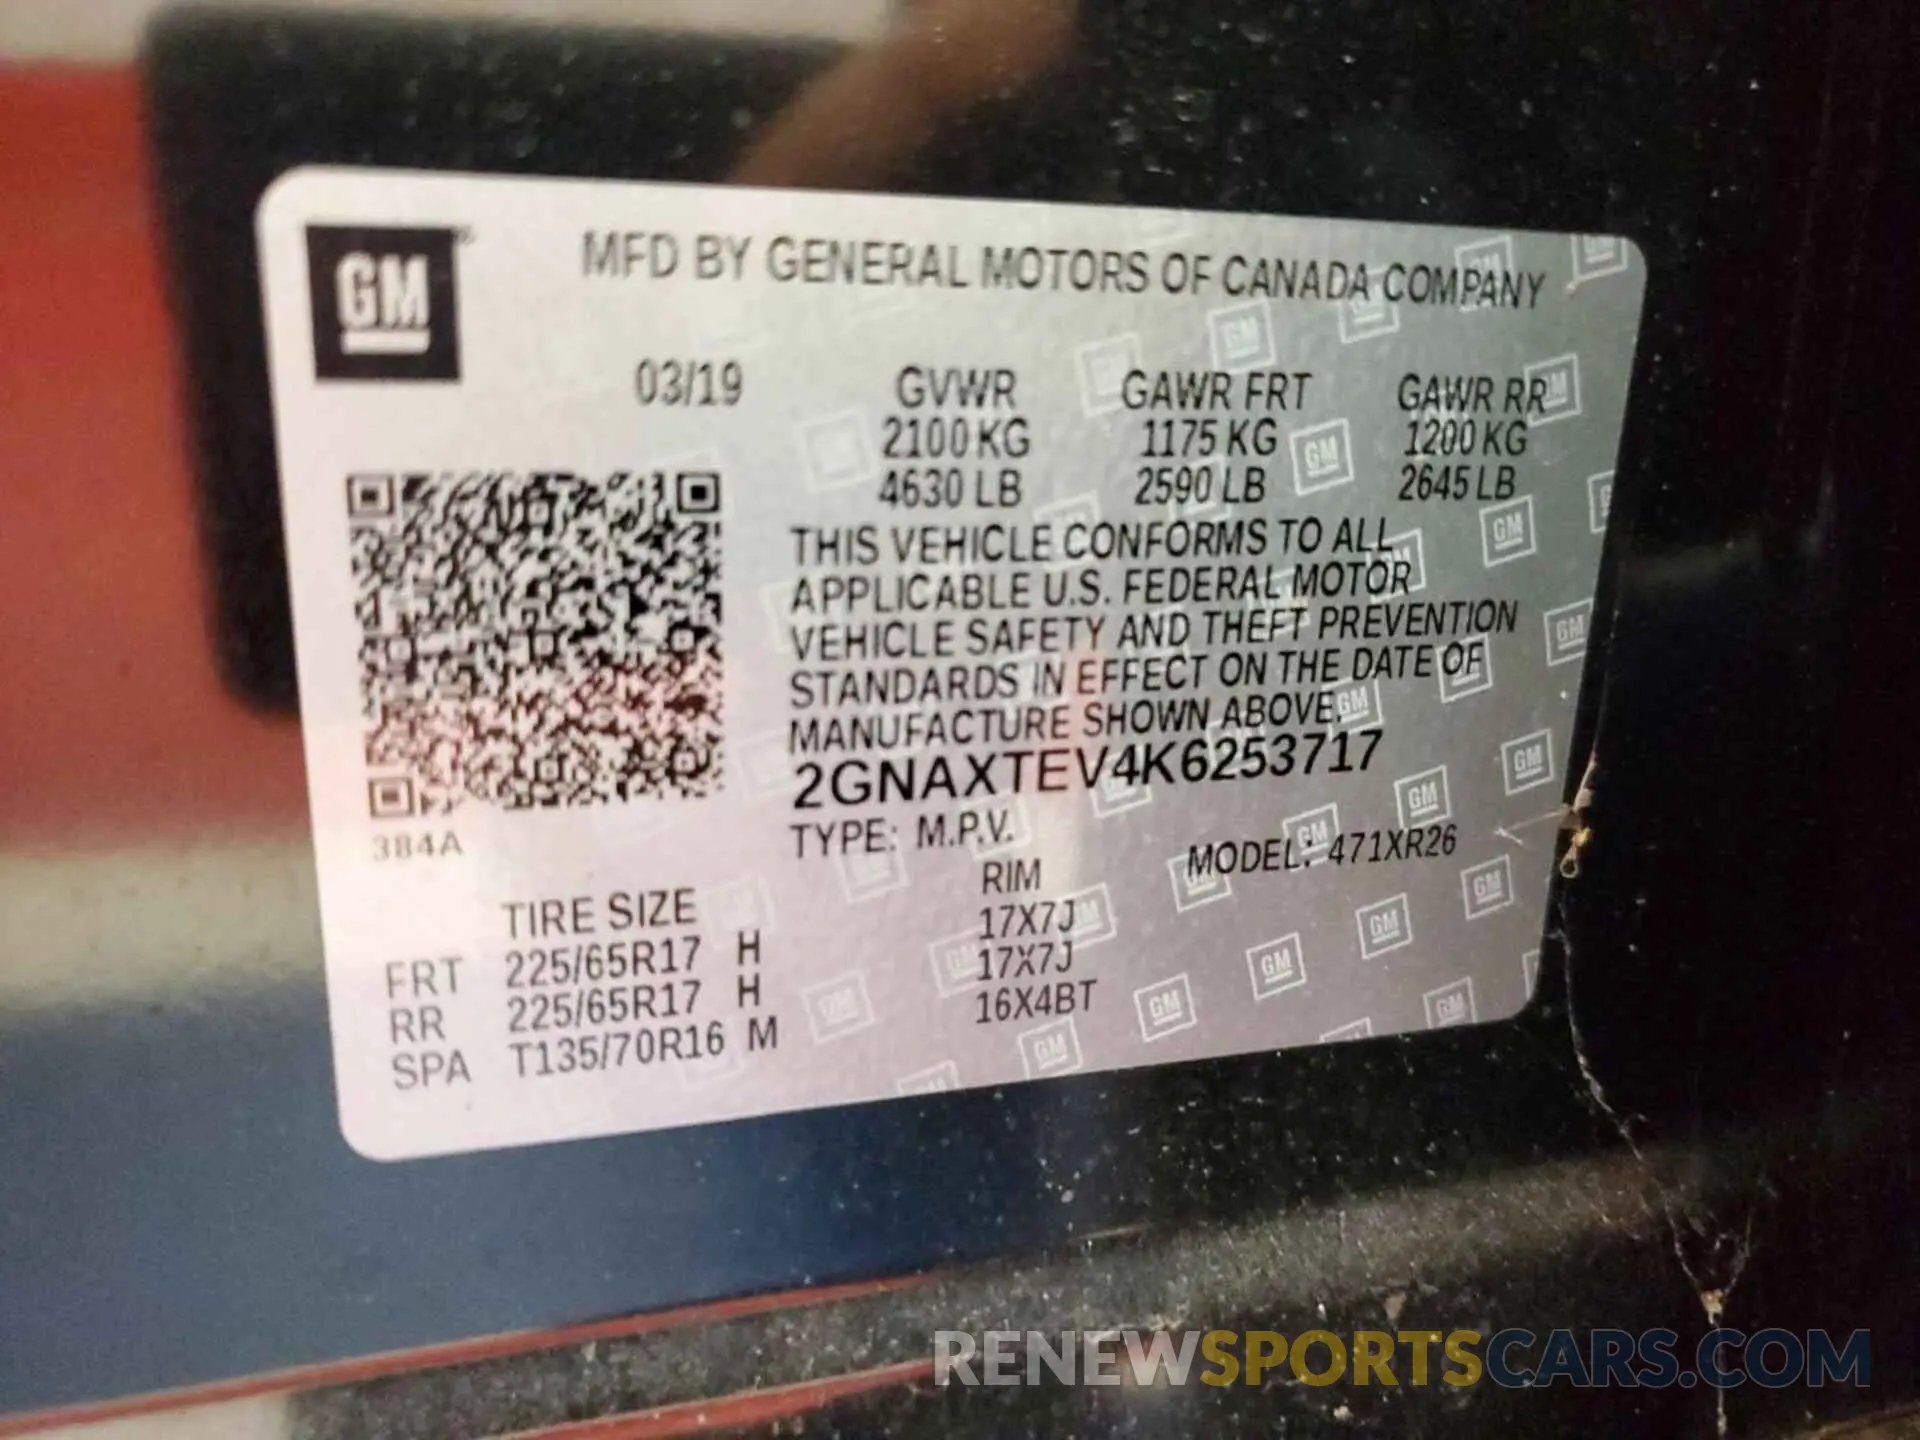 GM
MFD BY GENERAL MOTORS OF CANADA COMPANY
03/19 GVWR GAWR FRT GAWR RR
2100 KG 1175 KG 1200 KG
4630 LB 2590 LB 2645 LB
THIS VEHICLE CONFORMS TO ALL
APPLICABLE U.S. FEDERAL MOTOR
VEHICLE SAFETY AND THEFT PREVENTION
STANDARDS IN EFFECT ON THE DATE OF
MANUFACTURE SHOWN ABOVE.
2GNAXTEV4K6253717
384A
TYPE: M.P.V. MODEL: 471XR26
TIRE SIZE RIM
FRT 225/65R17 H 17X7J
RR 225/65R17 H 17X7J
SPA T135/70R16 M 16X4BT
RENEWSPORTSCARS.COM